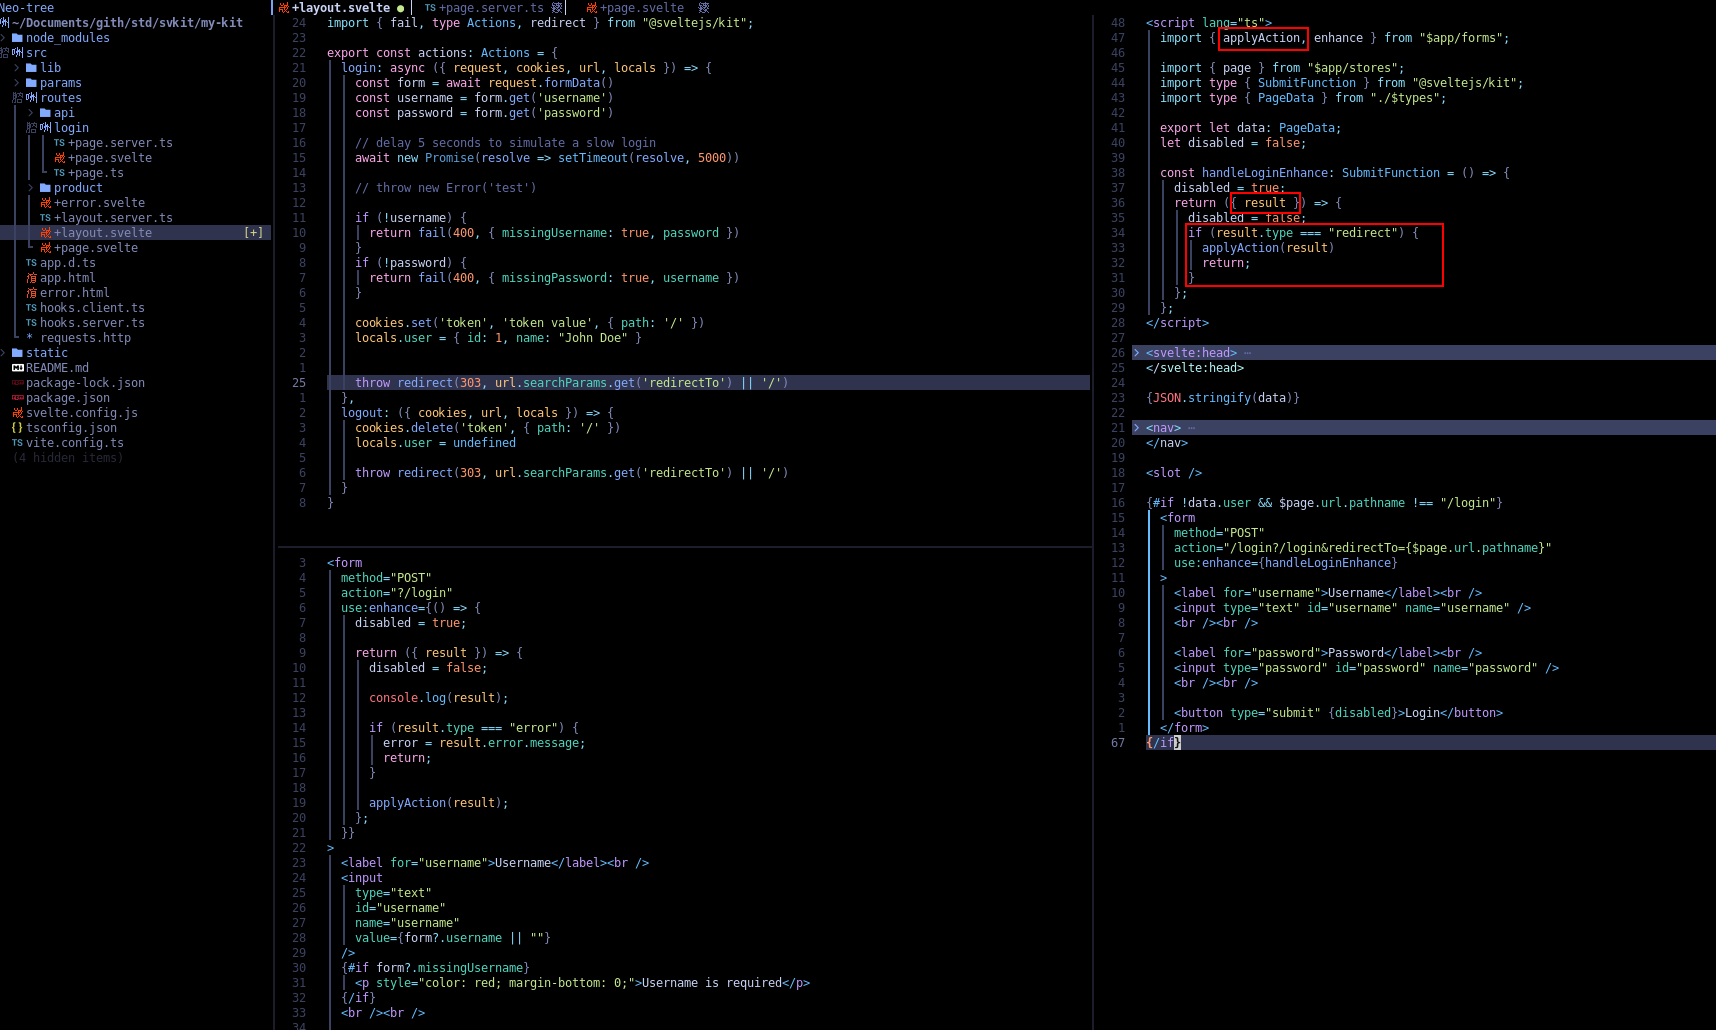 Neo-tree
~/Documents/gith/std/svkit/my-kit
node_modules
src
lib
params
routes
api
login
TS +page.server.ts
+page.svelte
TS +page.ts
product
+error.svelte
TS +layout.server.ts
+layout.svelte [+]
+page.svelte
TS app.d.ts
app.html
error.html
TS hooks.client.ts
TS hooks.server.ts
* requests.http
static
README.md
package-lock.json
package.json
svelte.config.js
{} tsconfig.json
TS vite.config.ts
(4 hidden items)
+layout.svelte ● TS +page.server.ts +page.svelte
24 import { fail, type Actions, redirect } from "@sveltejs/kit";
23
22 export const actions: Actions = {
21 login: async ({ request, cookies, url, locals }) => {
20 const form = await request.formData()
19 const username = form.get('username')
18 const password = form.get('password')
17
16 // delay 5 seconds to simulate a slow login
15 await new Promise(resolve => setTimeout(resolve, 5000))
14
13 // throw new Error('test')
12
11 if (!username) {
10 return fail(400, { missingUsername: true, password })
9 }
8 if (!password) {
7 return fail(400, { missingPassword: true, username })
6 }
5
4 cookies.set('token', 'token value', { path: '/' })
3 locals.user = { id: 1, name: "John Doe" }
2
1
25 throw redirect(303, url.searchParams.get('redirectTo') || '/')
1 },
2 logout: ({ cookies, url, locals }) => {
3 cookies.delete('token', { path: '/' })
4 locals.user = undefined
5
6 throw redirect(303, url.searchParams.get('redirectTo') || '/')
7 }
8 }
3 <form
4 method="POST"
5 action="?/login"
6 use:enhance={() => {
7 disabled = true;
8
9 return ({ result }) => {
10 disabled = false;
11
12 console.log(result);
13
14 if (result.type === "error") {
15 error = result.error.message;
16 return;
17 }
18
19 applyAction(result);
20 };
21 }}
22 >
23 <label for="username">Username</label><br />
24 <input
25 type="text"
26 id="username"
27 name="username"
28 value={form?.username || ""}
29 />
30 {#if form?.missingUsername}
31 <p style="color: red; margin-bottom: 0;">Username is required</p>
32 {/if}
33 <br /><br />
34
48 <script lang="ts">
47 import { applyAction, enhance } from "$app/forms";
46
45 import { page } from "$app/stores";
44 import type { SubmitFunction } from "@sveltejs/kit";
43 import type { PageData } from "./$types";
42
41 export let data: PageData;
40 let disabled = false;
39
38 const handleLoginEnhance: SubmitFunction = () => {
37 disabled = true;
36 return ({ result }) => {
35 disabled = false;
34 if (result.type === "redirect") {
33 applyAction(result)
32 return;
31 }
30 };
29 };
28 </script>
27
26 <svelte:head> ⋯
25 </svelte:head>
24
23 {JSON.stringify(data)}
22
21 <nav> ⋯
20 </nav>
19
18 <slot />
17
16 {#if !data.user && $page.url.pathname !== "/login"}
15 <form
14 method="POST"
13 action="/login?/login&redirectTo={$page.url.pathname}"
12 use:enhance={handleLoginEnhance}
11 >
10 <label for="username">Username</label><br />
9 <input type="text" id="username" name="username" />
8 <br /><br />
7
6 <label for="password">Password</label><br />
5 <input type="password" id="password" name="password" />
4 <br /><br />
3
2 <button type="submit" {disabled}>Login</button>
1 </form>
67 {/if}